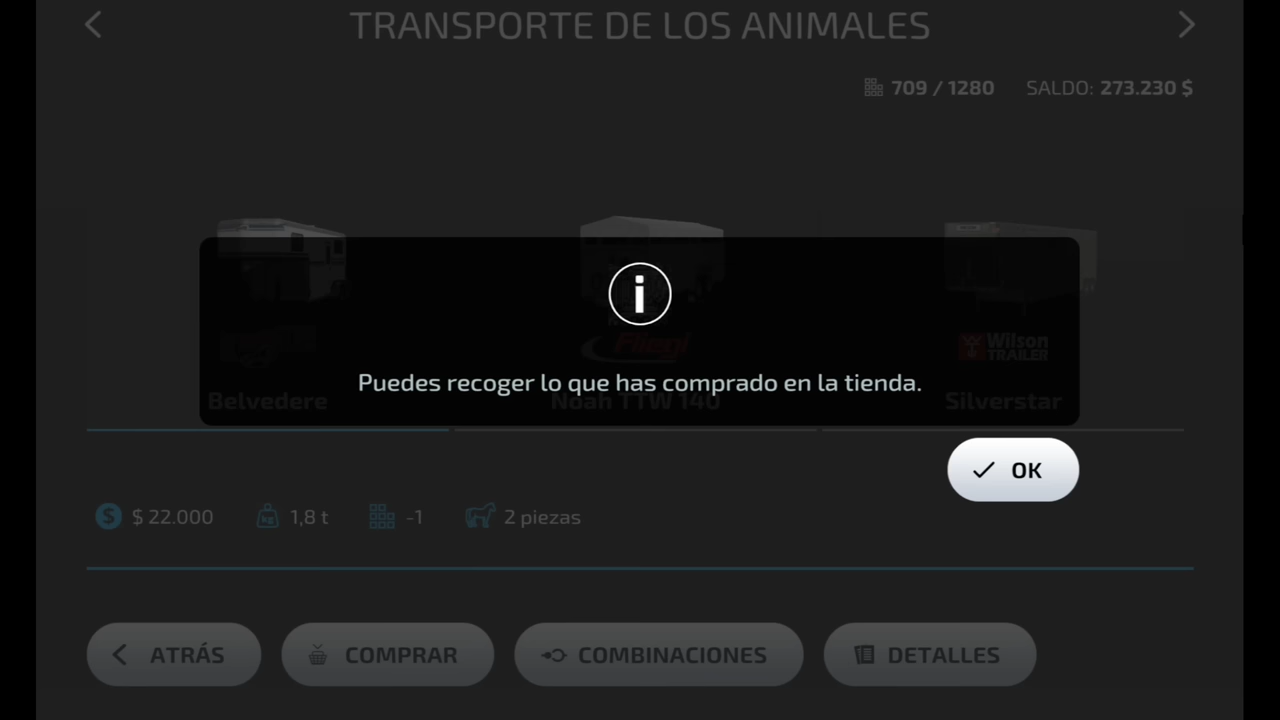 TRANSPORTE DE LOS ANIMALES
709 / 1280 SALDO: 273.230 $
Fliegl
Wilson
TRAILER
Puedes recoger lo que has comprado en la tienda.
Belvedere Noah TTW 140 Silverstar
OK
$ 22.000 1,8 t -1 2 piezas
ATRÁS COMPRAR COMBINACIONES DETALLES